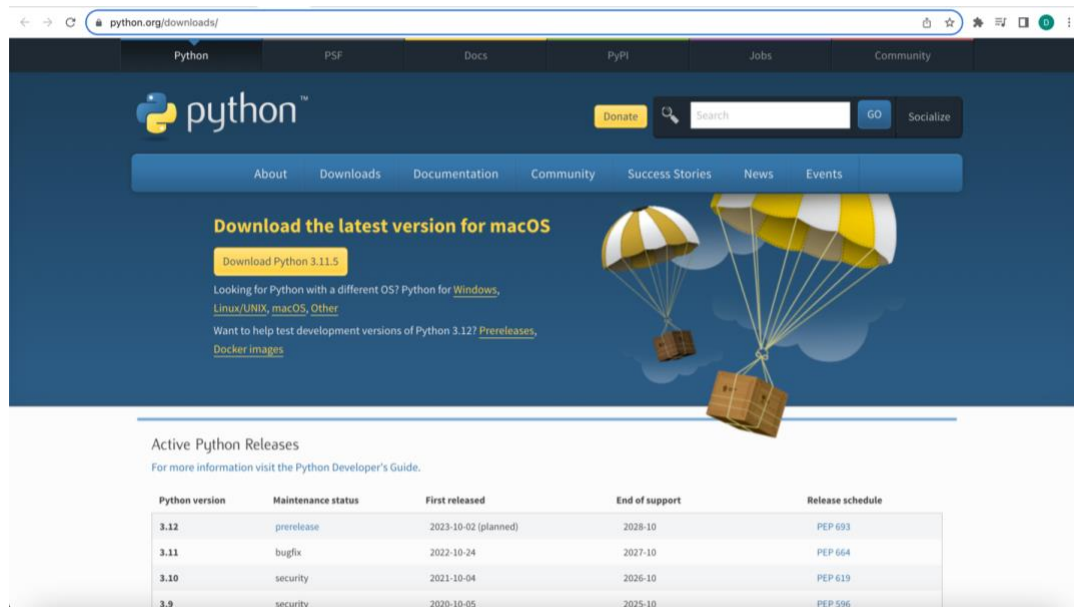 python.org/downloads/
D
Python PSF Docs PyPI Jobs Community
python™
Donate Search GO Socialize
About Downloads Documentation Community Success Stories News Events
Download the latest version for macOS
Download Python 3.11.5
Looking for Python with a different OS? Python for Windows,
Linux/UNIX, macOS, Other
Want to help test development versions of Python 3.12? Prereleases,
Docker images
Active Python Releases
For more information visit the Python Developer's Guide.
Python version Maintenance status First released End of support Release schedule
3.12 prerelease 2023-10-02 (planned) 2028-10 PEP 693
3.11 bugfix 2022-10-24 2027-10 PEP 664
3.10 security 2021-10-04 2026-10 PEP 619
3.9 security 2020-10-05 2025-10 PEP 596